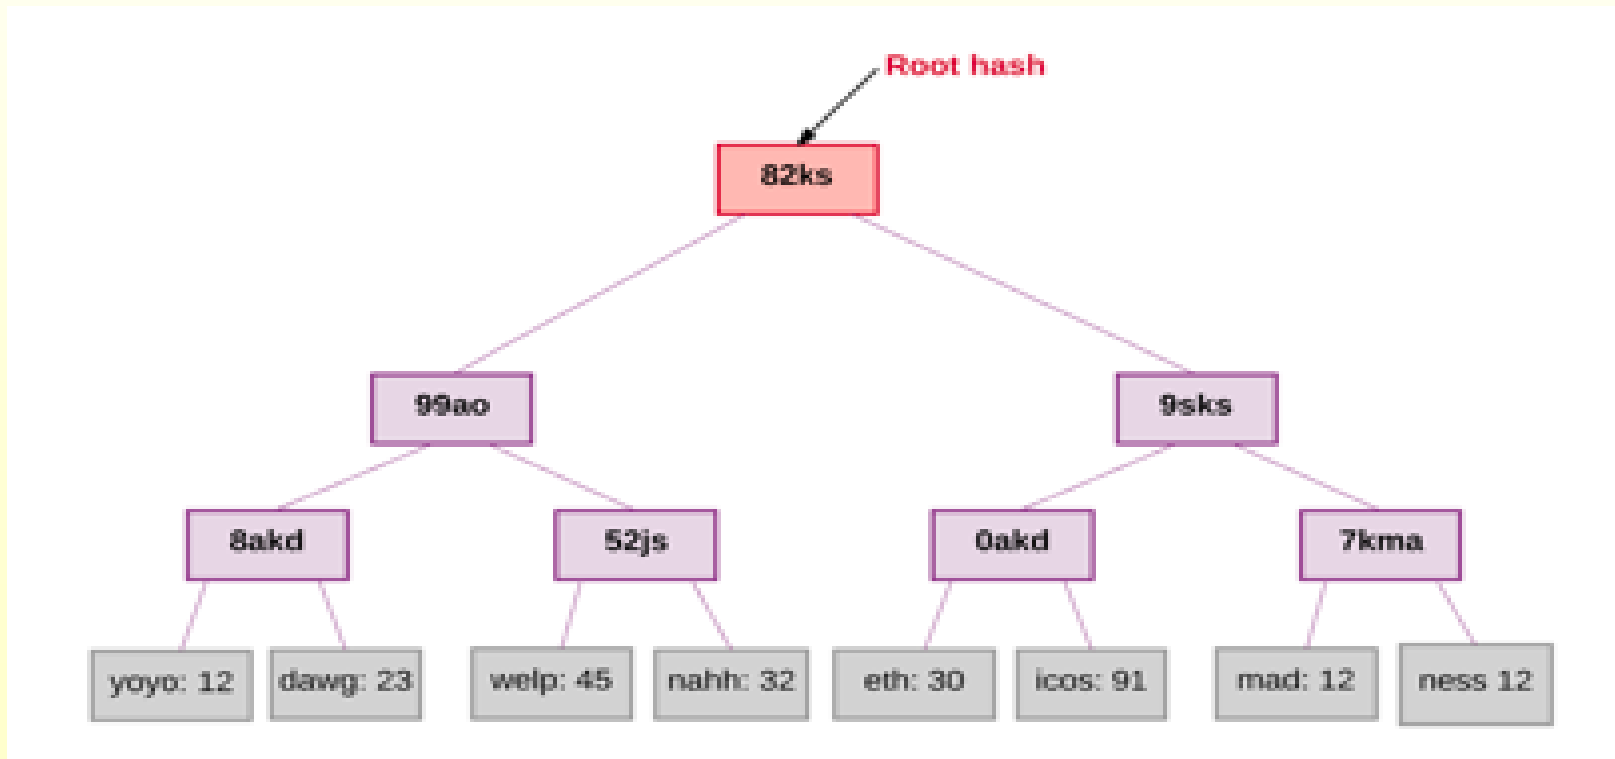 Root hash
82ks
99ao
9sks
8akd
52js
0akd
7kma
yoyo: 12
dawg: 23
welp: 45
nahh: 32
eth: 30
icos: 91
mad: 12
ness 12